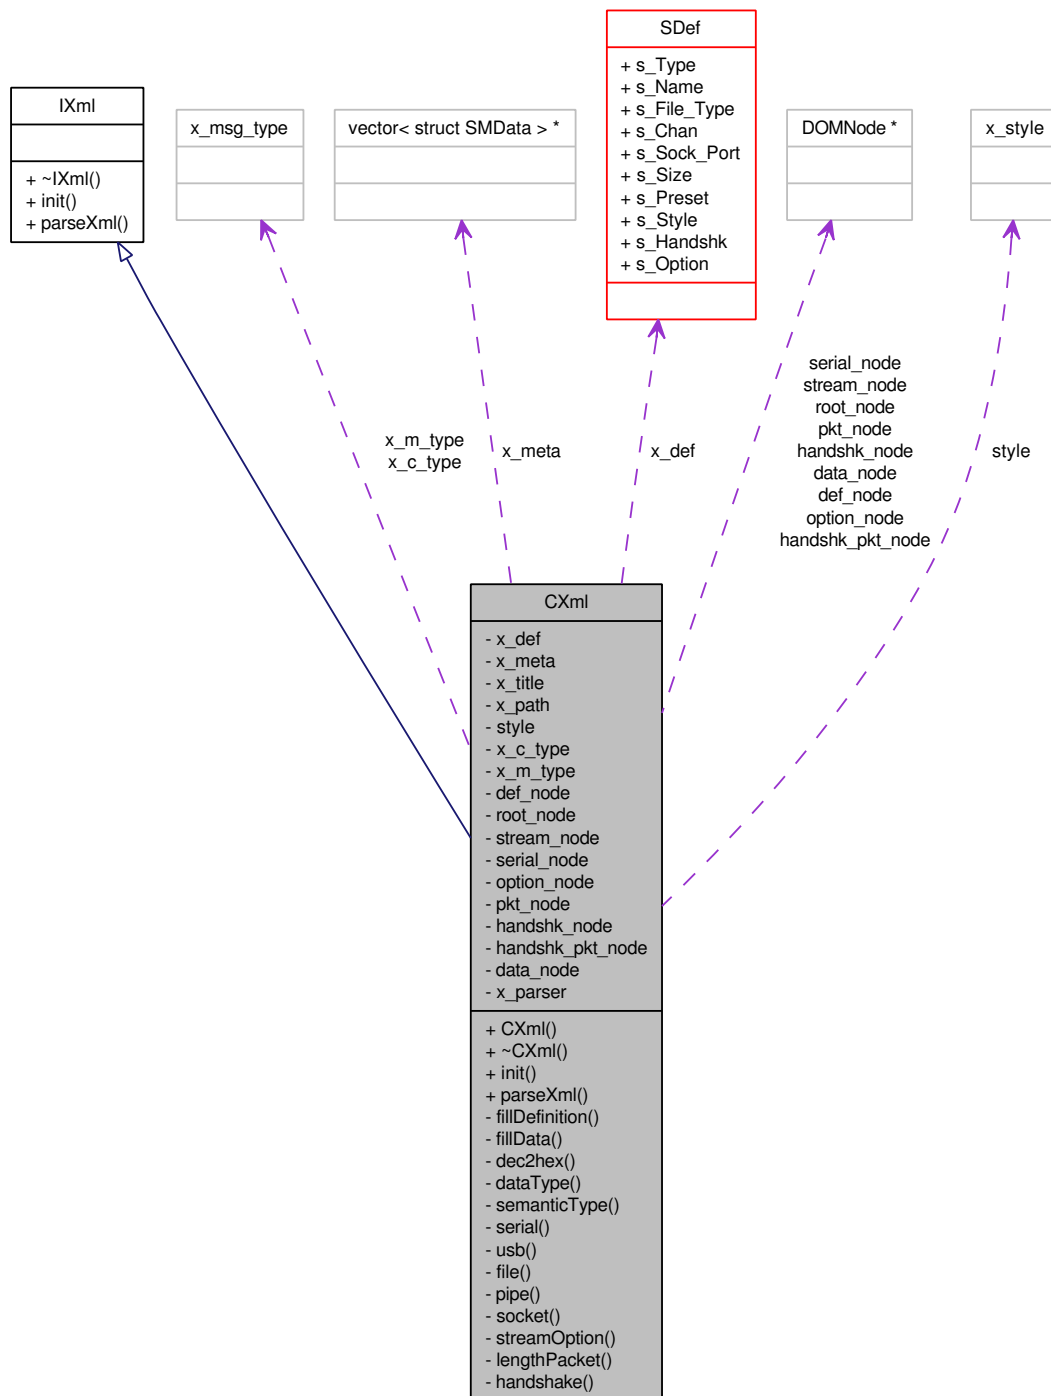 SDef
+ s_Type
+ s_Name
+ s_File_Type
+ s_Chan
+ s_Sock_Port
+ s_Size
+ s_Preset
+ s_Style
+ s_Handshk
+ s_Option
IXml
+ ~IXml()
+ init()
+ parseXml()
x_msg_type
vector< struct SMData > *
DOMNode *
x_style
x_m_type
x_c_type
x_meta
x_def
serial_node
stream_node
root_node
pkt_node
handshk_node
data_node
def_node
option_node
handshk_pkt_node
style
CXml
- x_def
- x_meta
- x_title
- x_path
- style
- x_c_type
- x_m_type
- def_node
- root_node
- stream_node
- serial_node
- option_node
- pkt_node
- handshk_node
- handshk_pkt_node
- data_node
- x_parser
+ CXml()
+ ~CXml()
+ init()
+ parseXml()
- fillDefinition()
- fillData()
- dec2hex()
- dataType()
- semanticType()
- serial()
- usb()
- file()
- pipe()
- socket()
- streamOption()
- lengthPacket()
- handshake()